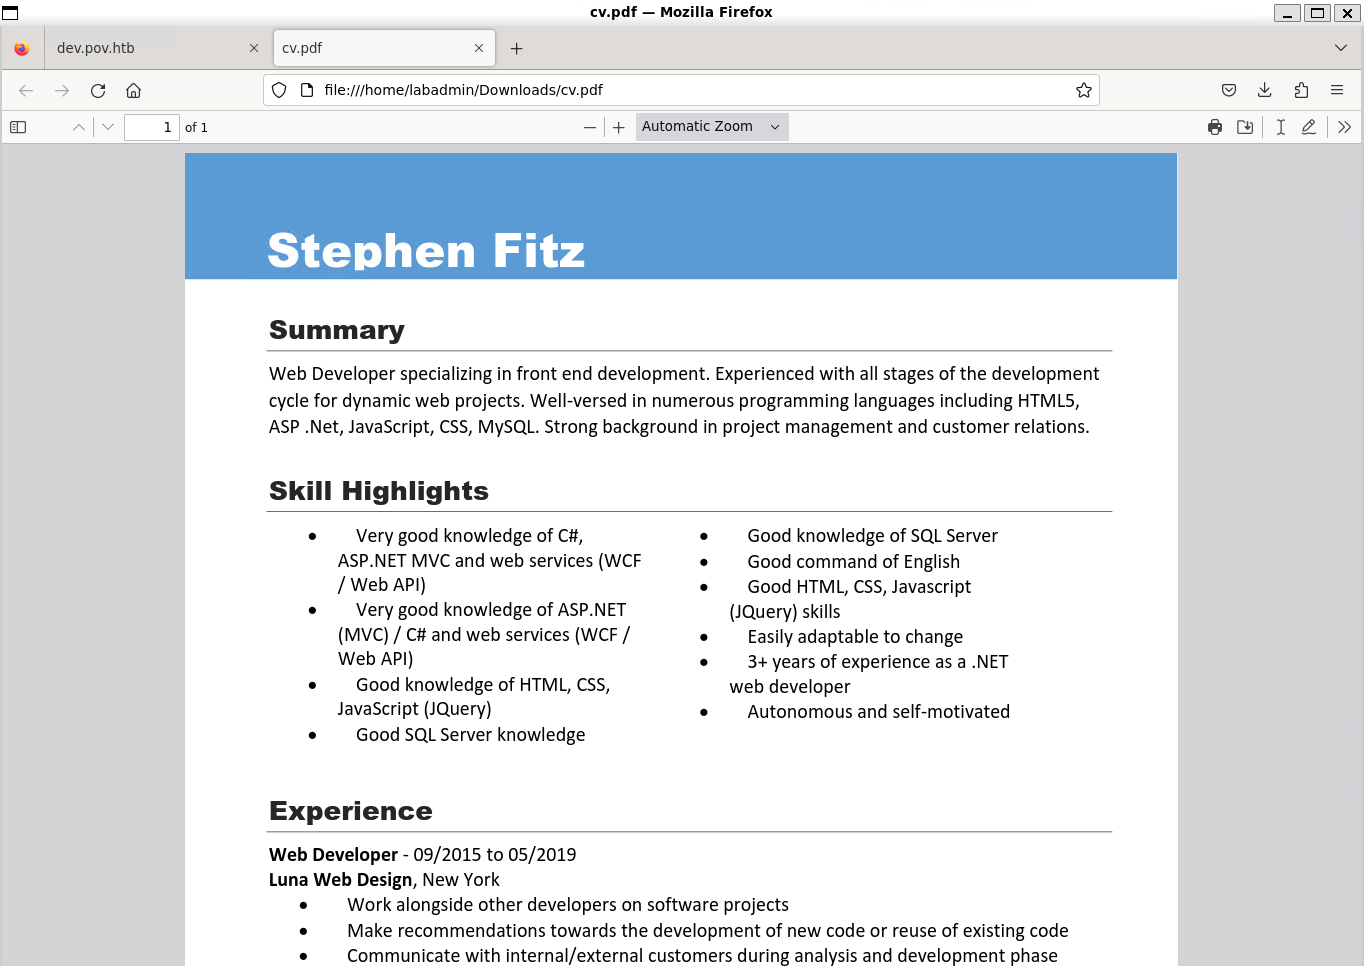 cv.pdf — Mozilla Firefox
dev.pov.htb
cv.pdf
file:///home/labadmin/Downloads/cv.pdf
1 of 1
Automatic Zoom
Stephen Fitz
Summary
Web Developer specializing in front end development. Experienced with all stages of the development
cycle for dynamic web projects. Well-versed in numerous programming languages including HTML5,
ASP .Net, JavaScript, CSS, MySQL. Strong background in project management and customer relations.
Skill Highlights
• Very good knowledge of C#,
ASP.NET MVC and web services (WCF
/ Web API)
• Very good knowledge of ASP.NET
(MVC) / C# and web services (WCF /
Web API)
• Good knowledge of HTML, CSS,
JavaScript (JQuery)
• Good SQL Server knowledge
• Good knowledge of SQL Server
• Good command of English
• Good HTML, CSS, Javascript
(JQuery) skills
• Easily adaptable to change
• 3+ years of experience as a .NET
web developer
• Autonomous and self-motivated
Experience
Web Developer - 09/2015 to 05/2019
Luna Web Design, New York
• Work alongside other developers on software projects
• Make recommendations towards the development of new code or reuse of existing code
• Communicate with internal/external customers during analysis and development phase